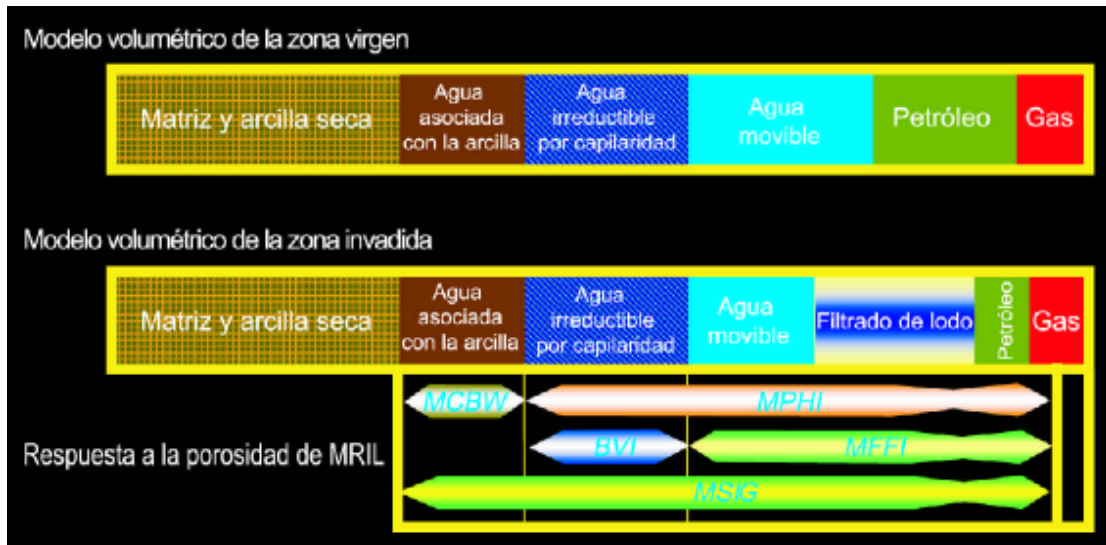 Modelo volumétrico de la zona virgen
Matriz y arcilla seca
Agua
asociada
con la arcilla
Agua
irreductible
por capilaridad
Agua
movible
Petróleo
Gas
Modelo volumétrico de la zona invadida
Matriz y arcilla seca
Agua
asociada
con la arcilla
Agua
irreductible
por capilaridad
Agua
movible
Filtrado de lodo
Petróleo
Gas
MCBW
MPHI
Respuesta a la porosidad de MRIL
BVI
MFFI
MSIG